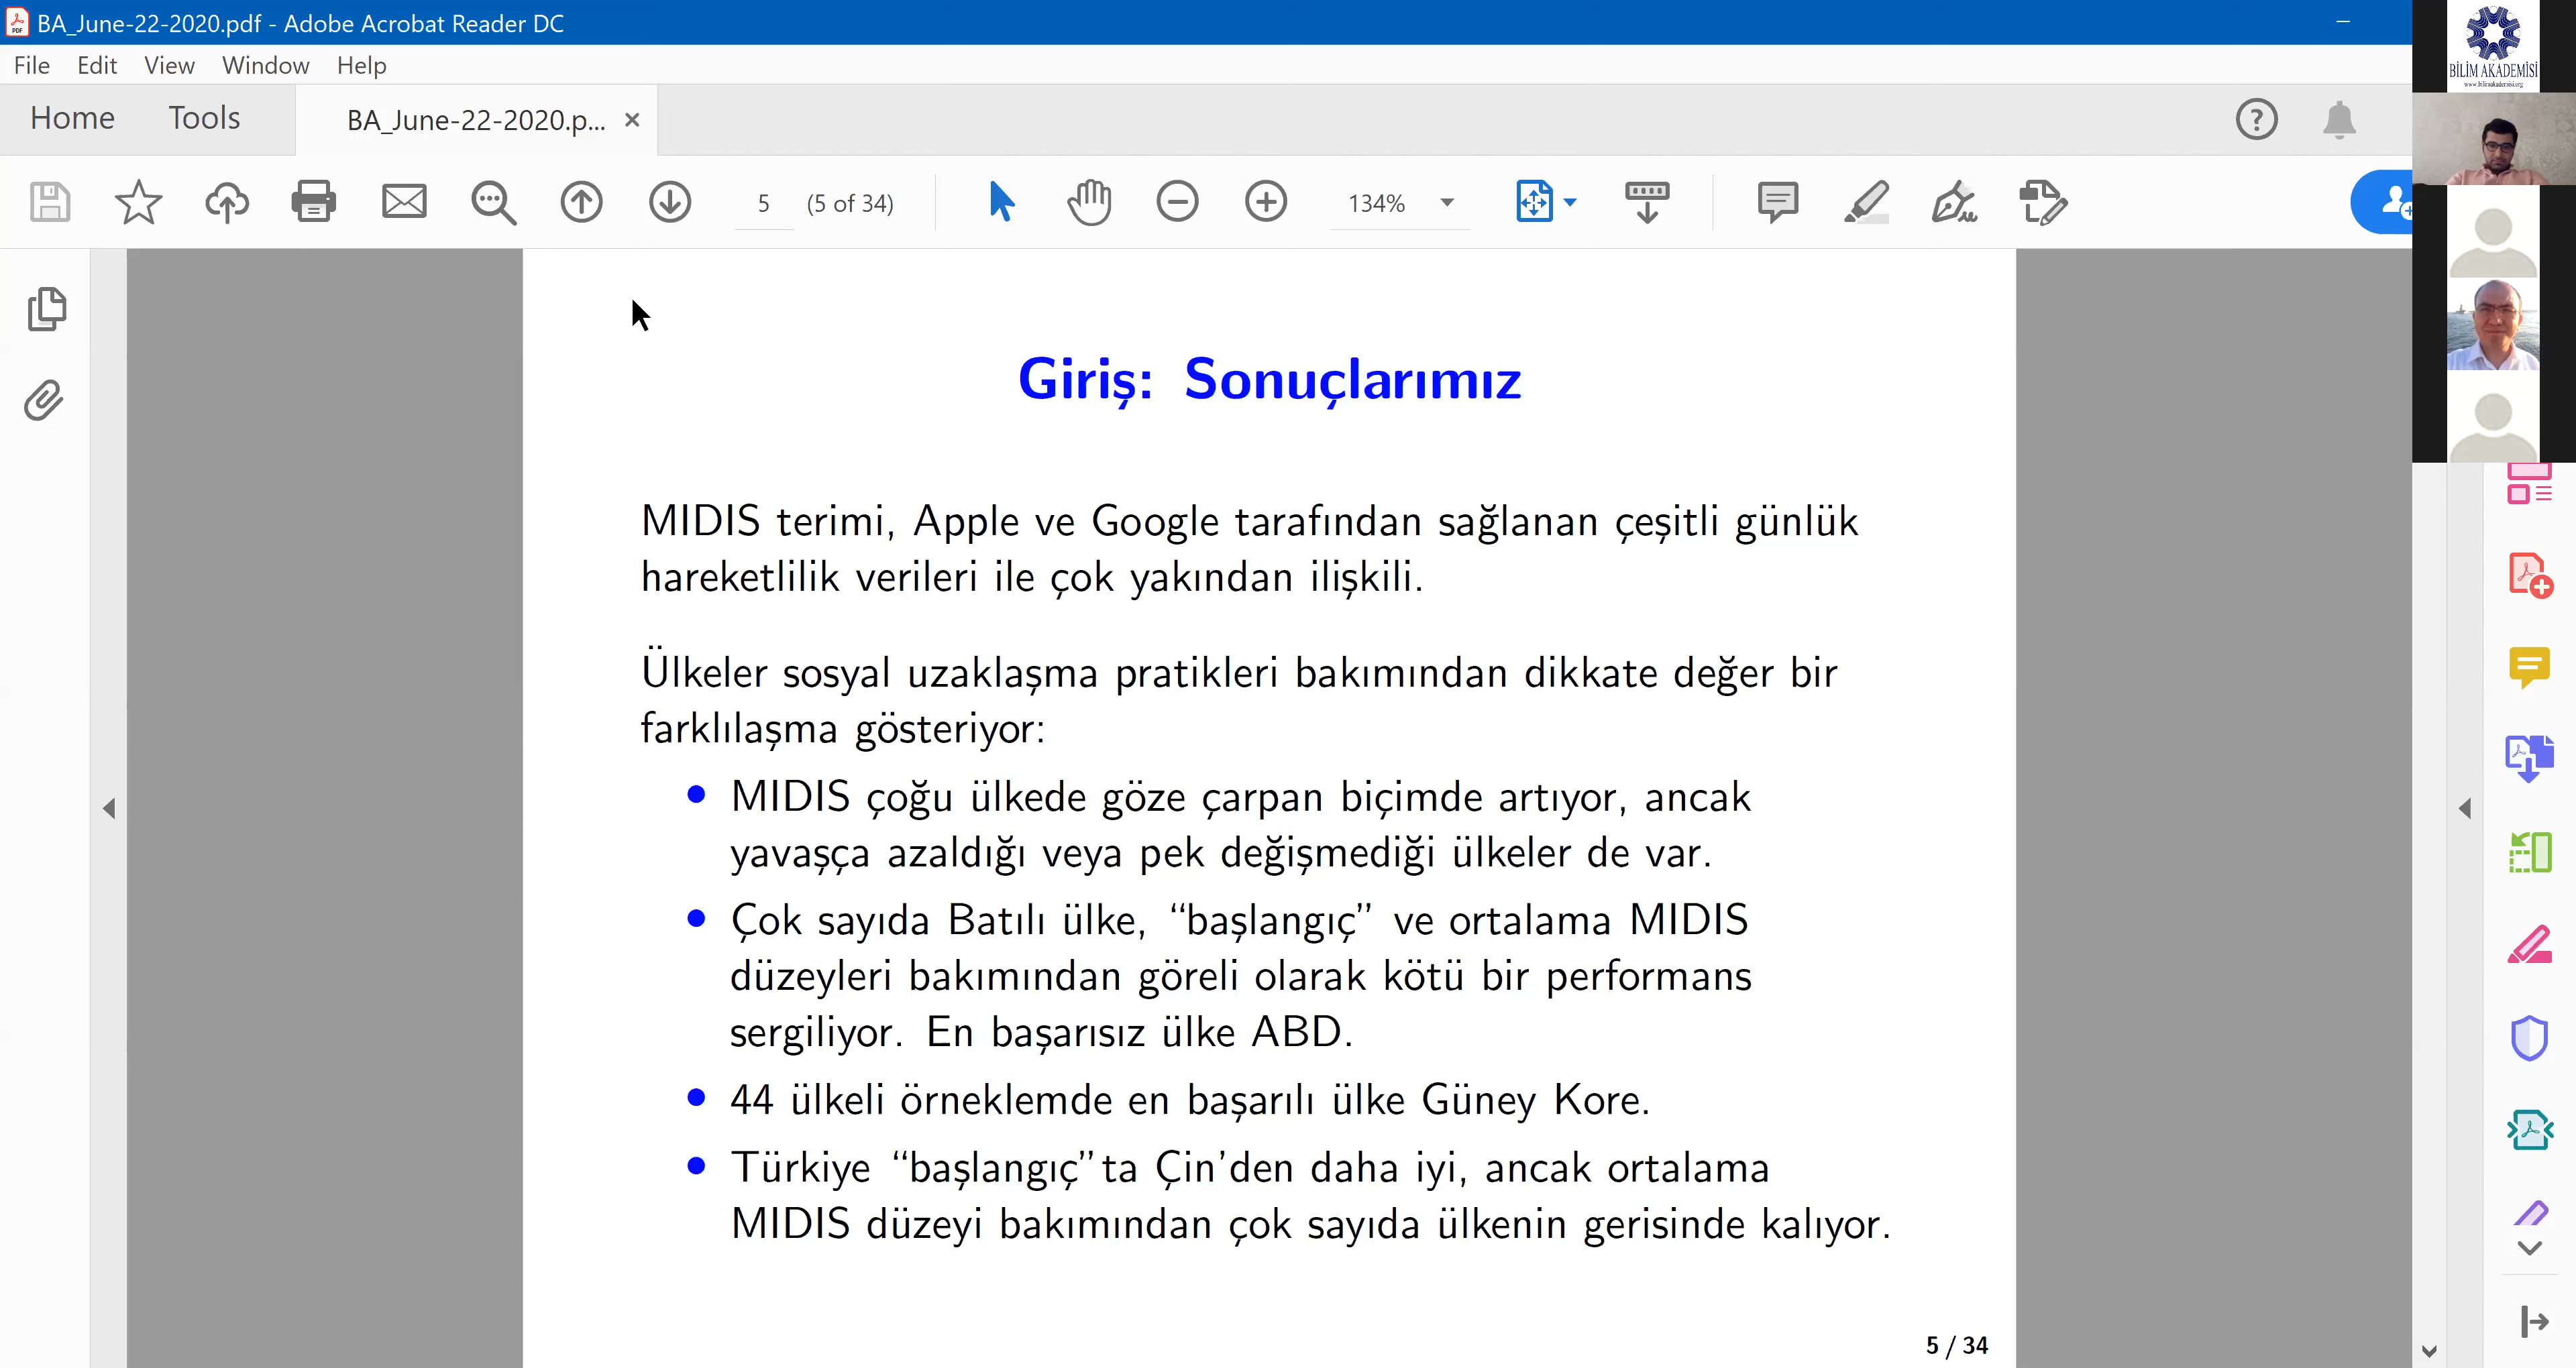 BA_June-22-2020.pdf - Adobe Acrobat Reader DC
File Edit View Window Help
Home Tools BA_June-22-2020.p... ×
5 (5 of 34) 134%
BİLİM AKADEMİSİ
www.bilimakademisi.org
Giriş: Sonuçlarımız
MIDIS terimi, Apple ve Google tarafından sağlanan çeşitli günlük
hareketlilik verileri ile çok yakından ilişkili.
Ülkeler sosyal uzaklaşma pratikleri bakımından dikkate değer bir
farklılaşma gösteriyor:
• MIDIS çoğu ülkede göze çarpan biçimde artıyor, ancak
yavaşça azaldığı veya pek değişmediği ülkeler de var.
• Çok sayıda Batılı ülke, “başlangıç” ve ortalama MIDIS
düzeyleri bakımından göreli olarak kötü bir performans
sergiliyor. En başarısız ülke ABD.
• 44 ülkeli örneklemde en başarılı ülke Güney Kore.
• Türkiye “başlangıç”ta Çin’den daha iyi, ancak ortalama
MIDIS düzeyi bakımından çok sayıda ülkenin gerisinde kalıyor.
5 / 34